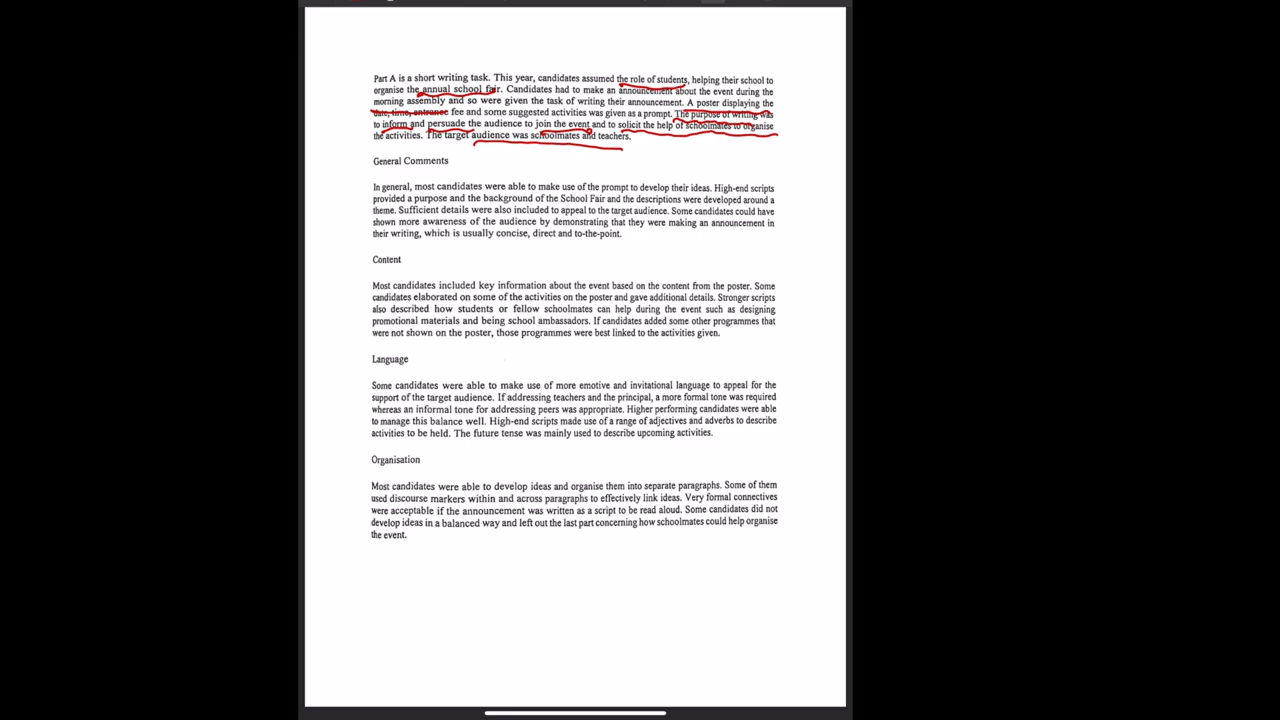 Part A is a short writing task. This year, candidates assumed the role of students, helping their school to
organise the annual school fair. Candidates had to make an announcement about the event during the
morning assembly and so were given the task of writing their announcement. A poster displaying the
date, time, entrance fee and some suggested activities was given as a prompt. The purpose of writing was
to inform and persuade the audience to join the event and to solicit the help of schoolmates to organise
the activities. The target audience was schoolmates and teachers.
General Comments
In general, most candidates were able to make use of the prompt to develop their ideas. High-end scripts
provided a purpose and the background of the School Fair and the descriptions were developed around a
theme. Sufficient details were also included to appeal to the target audience. Some candidates could have
shown more awareness of the audience by demonstrating that they were making an announcement in
their writing, which is usually concise, direct and to-the-point.
Content
Most candidates included key information about the event based on the content from the poster. Some
candidates elaborated on some of the activities on the poster and gave additional details. Stronger scripts
also described how students or fellow schoolmates can help during the event such as designing
promotional materials and being school ambassadors. If candidates added some other programmes that
were not shown on the poster, those programmes were best linked to the activities given.
Language
Some candidates were able to make use of more emotive and invitational language to appeal for the
support of the target audience. If addressing teachers and the principal, a more formal tone was required
whereas an informal tone for addressing peers was appropriate. Higher performing candidates were able
to manage this balance well. High-end scripts made use of a range of adjectives and adverbs to describe
activities to be held. The future tense was mainly used to describe upcoming activities.
Organisation
Most candidates were able to develop ideas and organise them into separate paragraphs. Some of them
used discourse markers within and across paragraphs to effectively link ideas. Very formal connectives
were acceptable if the announcement was written as a script to be read aloud. Some candidates did not
develop ideas in a balanced way and left out the last part concerning how schoolmates could help organise
the event.